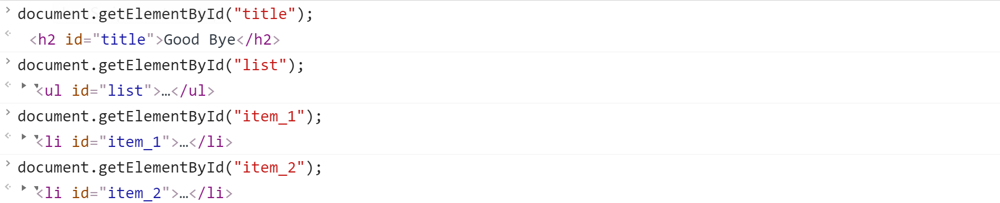 document.getElementById("title");
<h2 id="title">Good Bye</h2>
document.getElementById("list");
<ul id="list">…</ul>
document.getElementById("item_1");
<li id="item_1">…</li>
document.getElementById("item_2");
<li id="item_2">…</li>